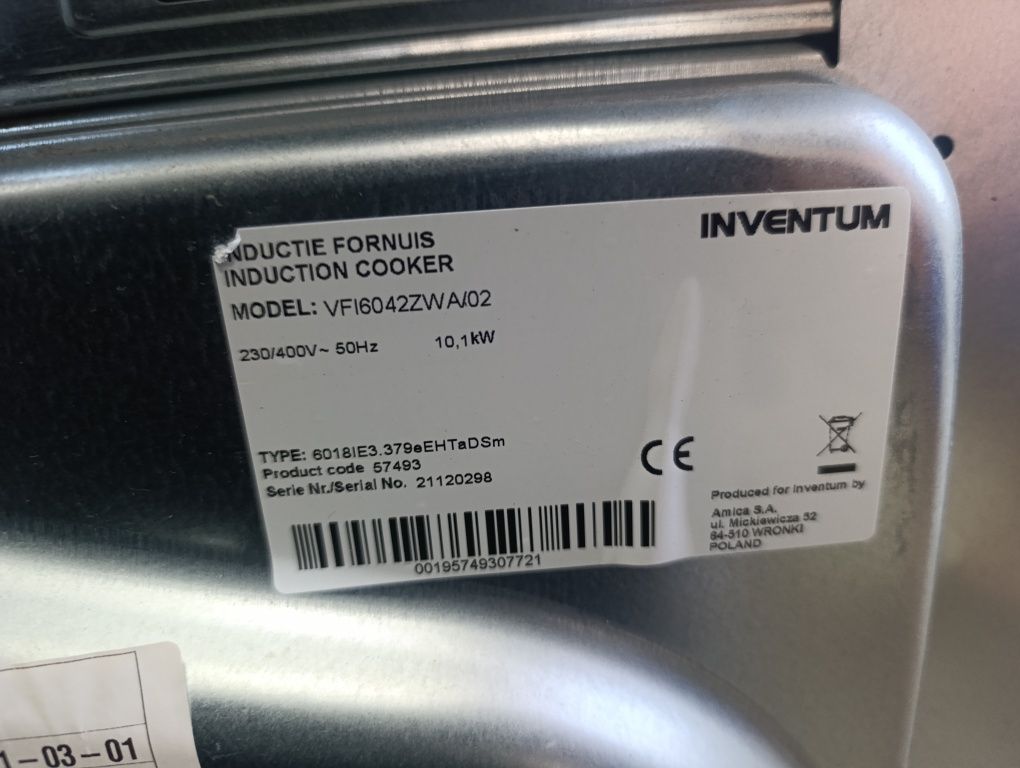 INVENTUM
INDUCTIE FORNUIS
INDUCTION COOKER
MODEL: VFI6042ZWA/02
230/400V~ 50Hz 10,1kW
TYPE: 6018IE3.379eEHTaDSm
Product code 57493
Serie Nr./Serial No. 21120298
00195749307721
CE
Produced for Inventum by
Amica S.A.
ul. Mickiewicza 52
64-510 WRONKI
POLAND
1-03-01